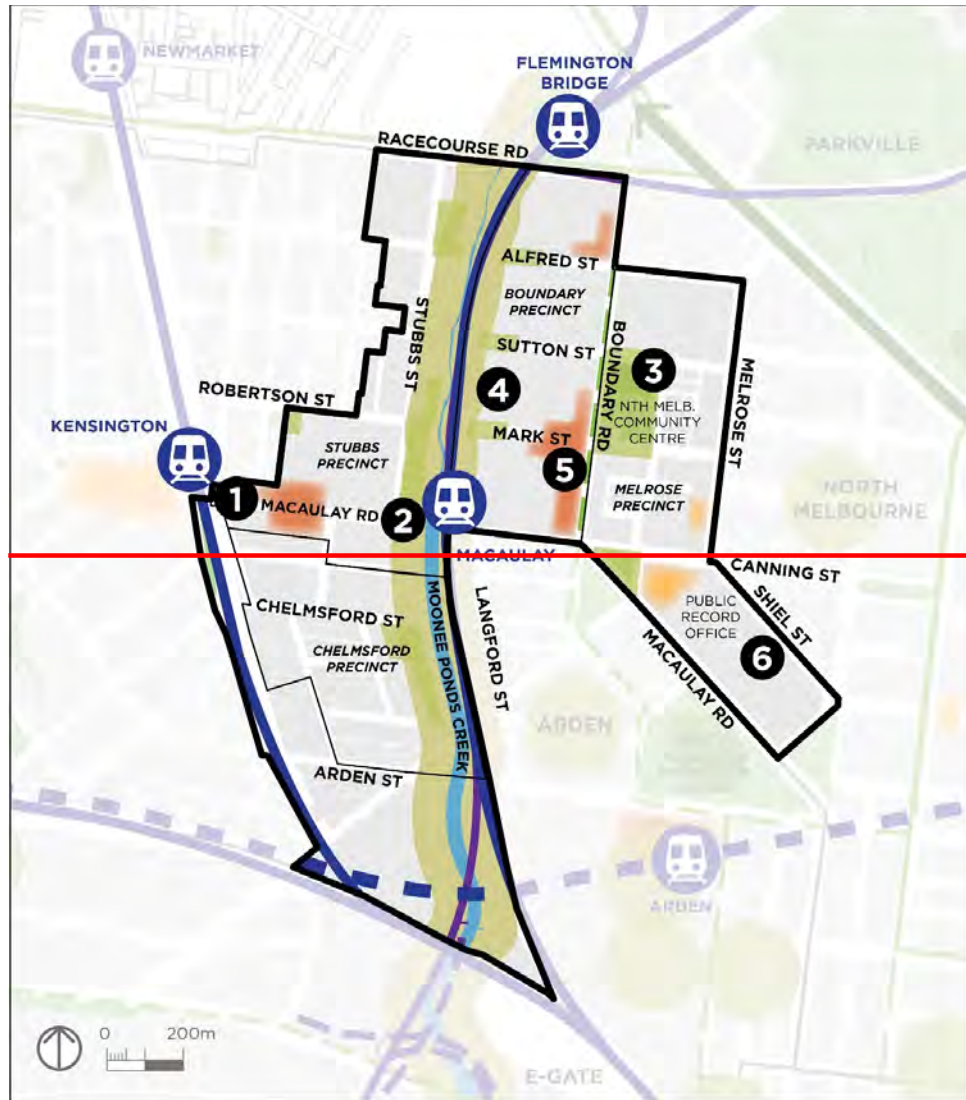 NEWMARKET
FLEMINGTON
BRIDGE
RACECOURSE RD
PARKVILLE
ALFRED ST
BOUNDARY
PRECINCT
STUBBS ST
SUTTON ST
BOUNDARY RD
3
MELROSE ST
ROBERTSON ST
4
NTH MELB.
COMMUNITY
CENTRE
KENSINGTON
MARK ST
STUBBS
PRECINCT
5
MELROSE
PRECINCT
NORTH
MELBOURNE
1
MACAULAY RD
2
MACAULAY
CANNING ST
SHIEL ST
CHELMSFORD ST
MOONEE PONDS CREEK
LANGFORD ST
PUBLIC
RECORD
OFFICE
6
CHELMSFORD
PRECINCT
MACAULAY RD
ARDEN
ARDEN ST
ARDEN
0 200m
E-GATE